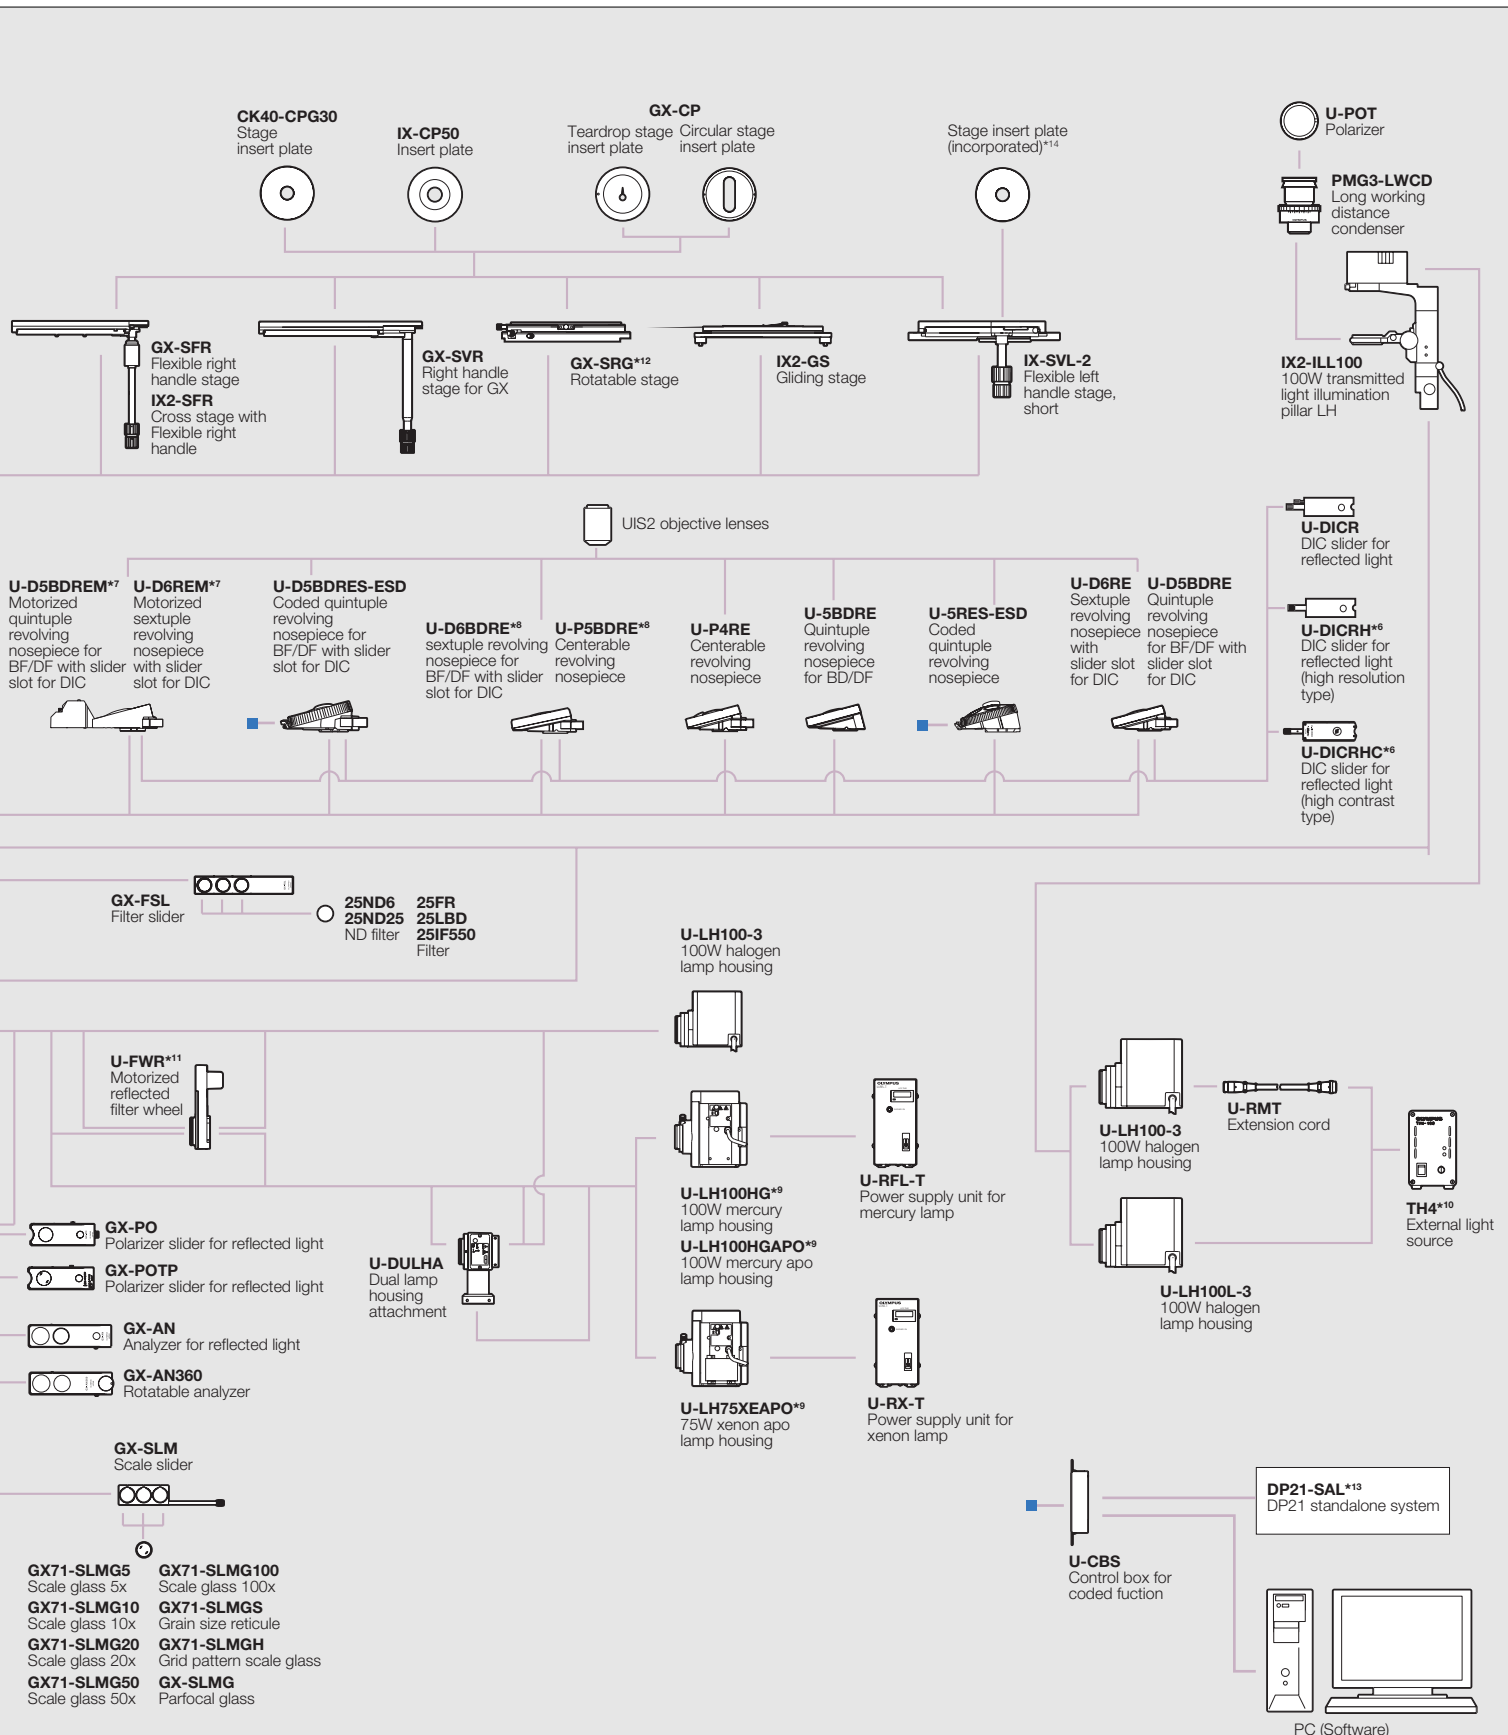 CK40-CPG30
Stage
insert plate
IX-CP50
Insert plate
GX-CP
Teardrop stage
insert plate
Circular stage
insert plate
Stage insert plate
(incorporated)*14
U-POT
Polarizer
PMG3-LWCD
Long working
distance
condenser
GX-SFR
Flexible right
handle stage
IX2-SFR
Cross stage with
Flexible right
handle
GX-SVR
Right handle
stage for GX
GX-SRG*12
Rotatable stage
IX2-GS
Gliding stage
IX-SVL-2
Flexible left
handle stage,
short
IX2-ILL100
100W transmitted
light illumination
pillar LH
UIS2 objective lenses
U-DICR
DIC slider for
reflected light
U-D5BDREM*7
Motorized
quintuple
revolving
nosepiece for
BF/DF with slider
slot for DIC
U-D6REM*7
Motorized
sextuple
revolving
nosepiece
with slider
slot for DIC
U-D5BDRES-ESD
Coded quintuple
revolving
nosepiece for
BF/DF with slider
slot for DIC
U-D6BDRE*8
sextuple revolving
nosepiece for
BF/DF with slider
slot for DIC
U-P5BDRE*8
Centerable
revolving
nosepiece
U-P4RE
Centerable
revolving
nosepiece
U-5BDRE
Quintuple
revolving
nosepiece
for BD/DF
U-5RES-ESD
Coded
quintuple
revolving
nosepiece
U-D6RE
Sextuple
revolving
nosepiece
with
slider slot
for DIC
U-D5BDRE
Quintuple
revolving
nosepiece
for BF/DF with
slider slot
for DIC
U-DICRH*6
DIC slider for
reflected light
(high resolution
type)
U-DICRHC*6
DIC slider for
reflected light
(high contrast
type)
GX-FSL
Filter slider
25ND6
25ND25
ND filter
25FR
25LBD
25IF550
Filter
U-LH100-3
100W halogen
lamp housing
U-FWR*11
Motorized
reflected
filter wheel
OLYMPUS
U-LH100HG*9
100W mercury
lamp housing
U-LH100HGAPO*9
100W mercury apo
lamp housing
U-RFL-T
Power supply unit for
mercury lamp
U-LH100-3
100W halogen
lamp housing
U-RMT
Extension cord
OLYMPUS
TH4*10
External light
source
U-LH100L-3
100W halogen
lamp housing
GX-PO
Polarizer slider for reflected light
GX-POTP
Polarizer slider for reflected light
GX-AN
Analyzer for reflected light
GX-AN360
Rotatable analyzer
U-DULHA
Dual lamp
housing
attachment
OLYMPUS
U-LH75XEAPO*9
75W xenon apo
lamp housing
U-RX-T
Power supply unit for
xenon lamp
GX-SLM
Scale slider
GX71-SLMG5
Scale glass 5x
GX71-SLMG10
Scale glass 10x
GX71-SLMG20
Scale glass 20x
GX71-SLMG50
Scale glass 50x
GX71-SLMG100
Scale glass 100x
GX71-SLMGS
Grain size reticule
GX71-SLMGH
Grid pattern scale glass
GX-SLMG
Parfocal glass
U-CBS
Control box for
coded fuction
DP21-SAL*13
DP21 standalone system
PC (Software)